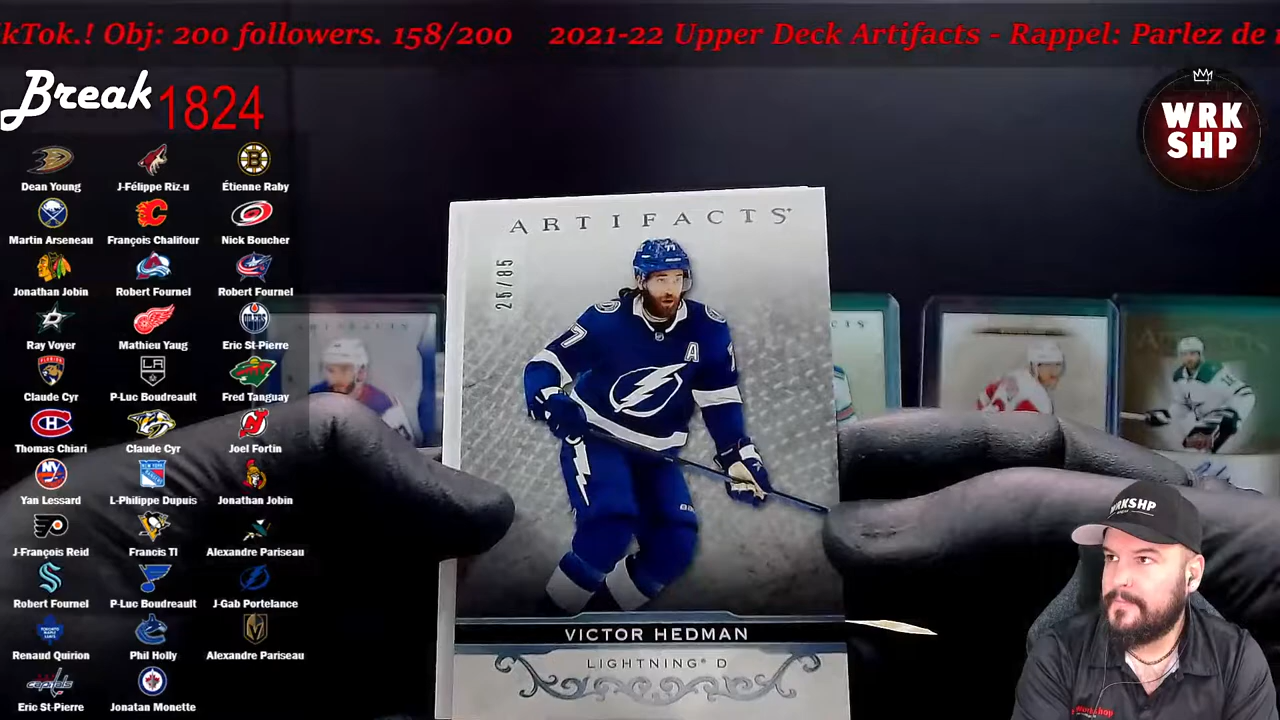 kTok.! Obj: 200 followers. 158/200 2021-22 Upper Deck Artifacts - Rappel: Parlez de
Break 1824
WRK
SHP
Dean Young J-Félippe Riz-u Étienne Raby
Martin Arseneau François Chalifour Nick Boucher
Jonathan Jobin Robert Fournel Robert Fournel
Ray Voyer Mathieu Yaug Eric St-Pierre
Claude Cyr P-Luc Boudreault Fred Tanguay
Thomas Chiari Claude Cyr Joel Fortin
Yan Lessard L-Philippe Dupuis Jonathan Jobin
J-François Reid Francis Tl Alexandre Pariseau
Robert Fournel P-Luc Boudreault J-Gab Portelance
Renaud Quirion Phil Holly Alexandre Pariseau
Eric St-Pierre Jonatan Monette
ARTIFACTS
25/85
7
A
VICTOR HEDMAN
LIGHTNING® D
WRKSHP